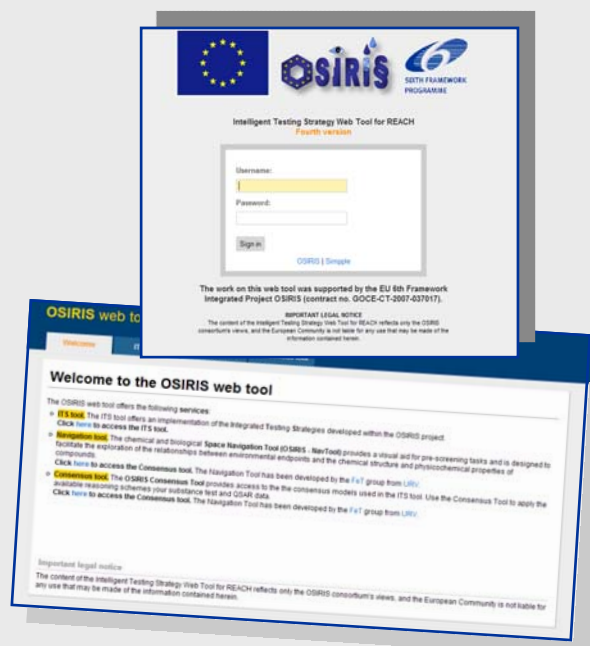 OSIRIS
SIXTH FRAMEWORK
PROGRAMME
Intelligent Testing Strategy Web Tool for REACH
Fourth version
Username:
Password:
Sign in
OSIRIS | Simpple
The work on this web tool was supported by the EU 6th Framework
Integrated Project OSIRIS (contract no. GOCE-CT-2007-037017).
IMPORTANT LEGAL NOTICE
The content of the Intelligent Testing Strategy Web Tool for REACH reflects only the OSIRIS
consortium's views, and the European Community is not liable for any use that may be made of the
information contained herein.
OSIRIS web to
Welcome
Welcome to the OSIRIS web tool
The OSIRIS web tool offers the following services:
» ITS tool. The ITS tool offers an implementation of the Integrated Testing Strategies developed within the OSIRIS project.
Click here to access the ITS tool.
» Navigation tool. The chemical and biological Space Navigation Tool (OSIRIS - NavTool) provides a visual aid for pre-screening tasks and is designed to
facilitate the exploration of the relationships between environmental endpoints and the chemical structure and physicochemical properties of
compounds.
Click here to access the Consensus tool. The Navigation Tool has been developed by the FeT group from URV.
» Consensus tool. The OSIRIS Consensus Tool provides access to the the consensus models used in the ITS tool. Use the Consensus Tool to apply the
available reasoning schemes your substance test and QSAR data.
Click here to access the Consensus tool. The Navigation Tool has been developed by the FeT group from URV.
Important legal notice
The content of the Intelligent Testing Strategy Web Tool for REACH reflects only the OSIRIS consortium's views, and the European Community is not liable for
any use that may be made of the information contained herein.